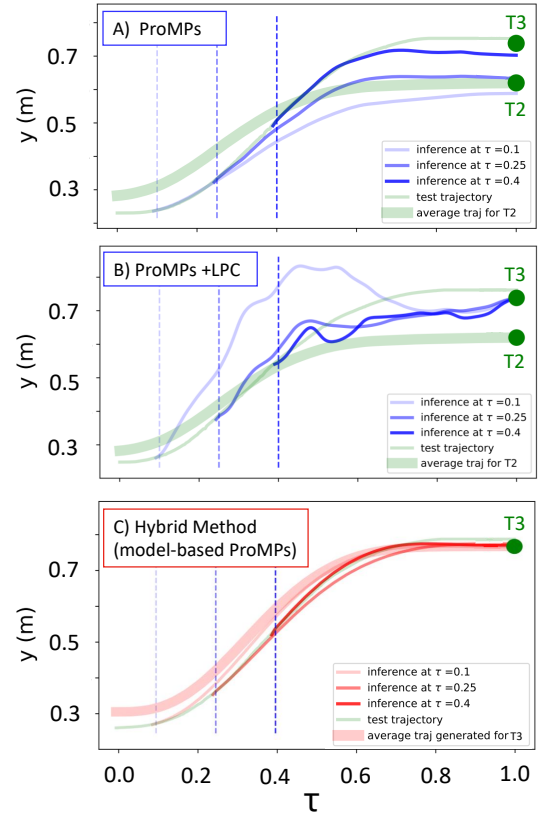 A) ProMPs
T3
T2
0.7
0.5
0.3
y (m)
inference at τ =0.1
inference at τ =0.25
inference at τ =0.4
test trajectory
average traj for T2
B) ProMPs +LPC
T3
T2
0.7
0.5
0.3
y (m)
inference at τ =0.1
inference at τ =0.25
inference at τ =0.4
test trajectory
average traj for T2
C) Hybrid Method
(model-based ProMPs)
T3
0.7
0.5
0.3
y (m)
inference at τ =0.1
inference at τ =0.25
inference at τ =0.4
test trajectory
average traj generated for T3
0.0 0.2 0.4 0.6 0.8 1.0
τ